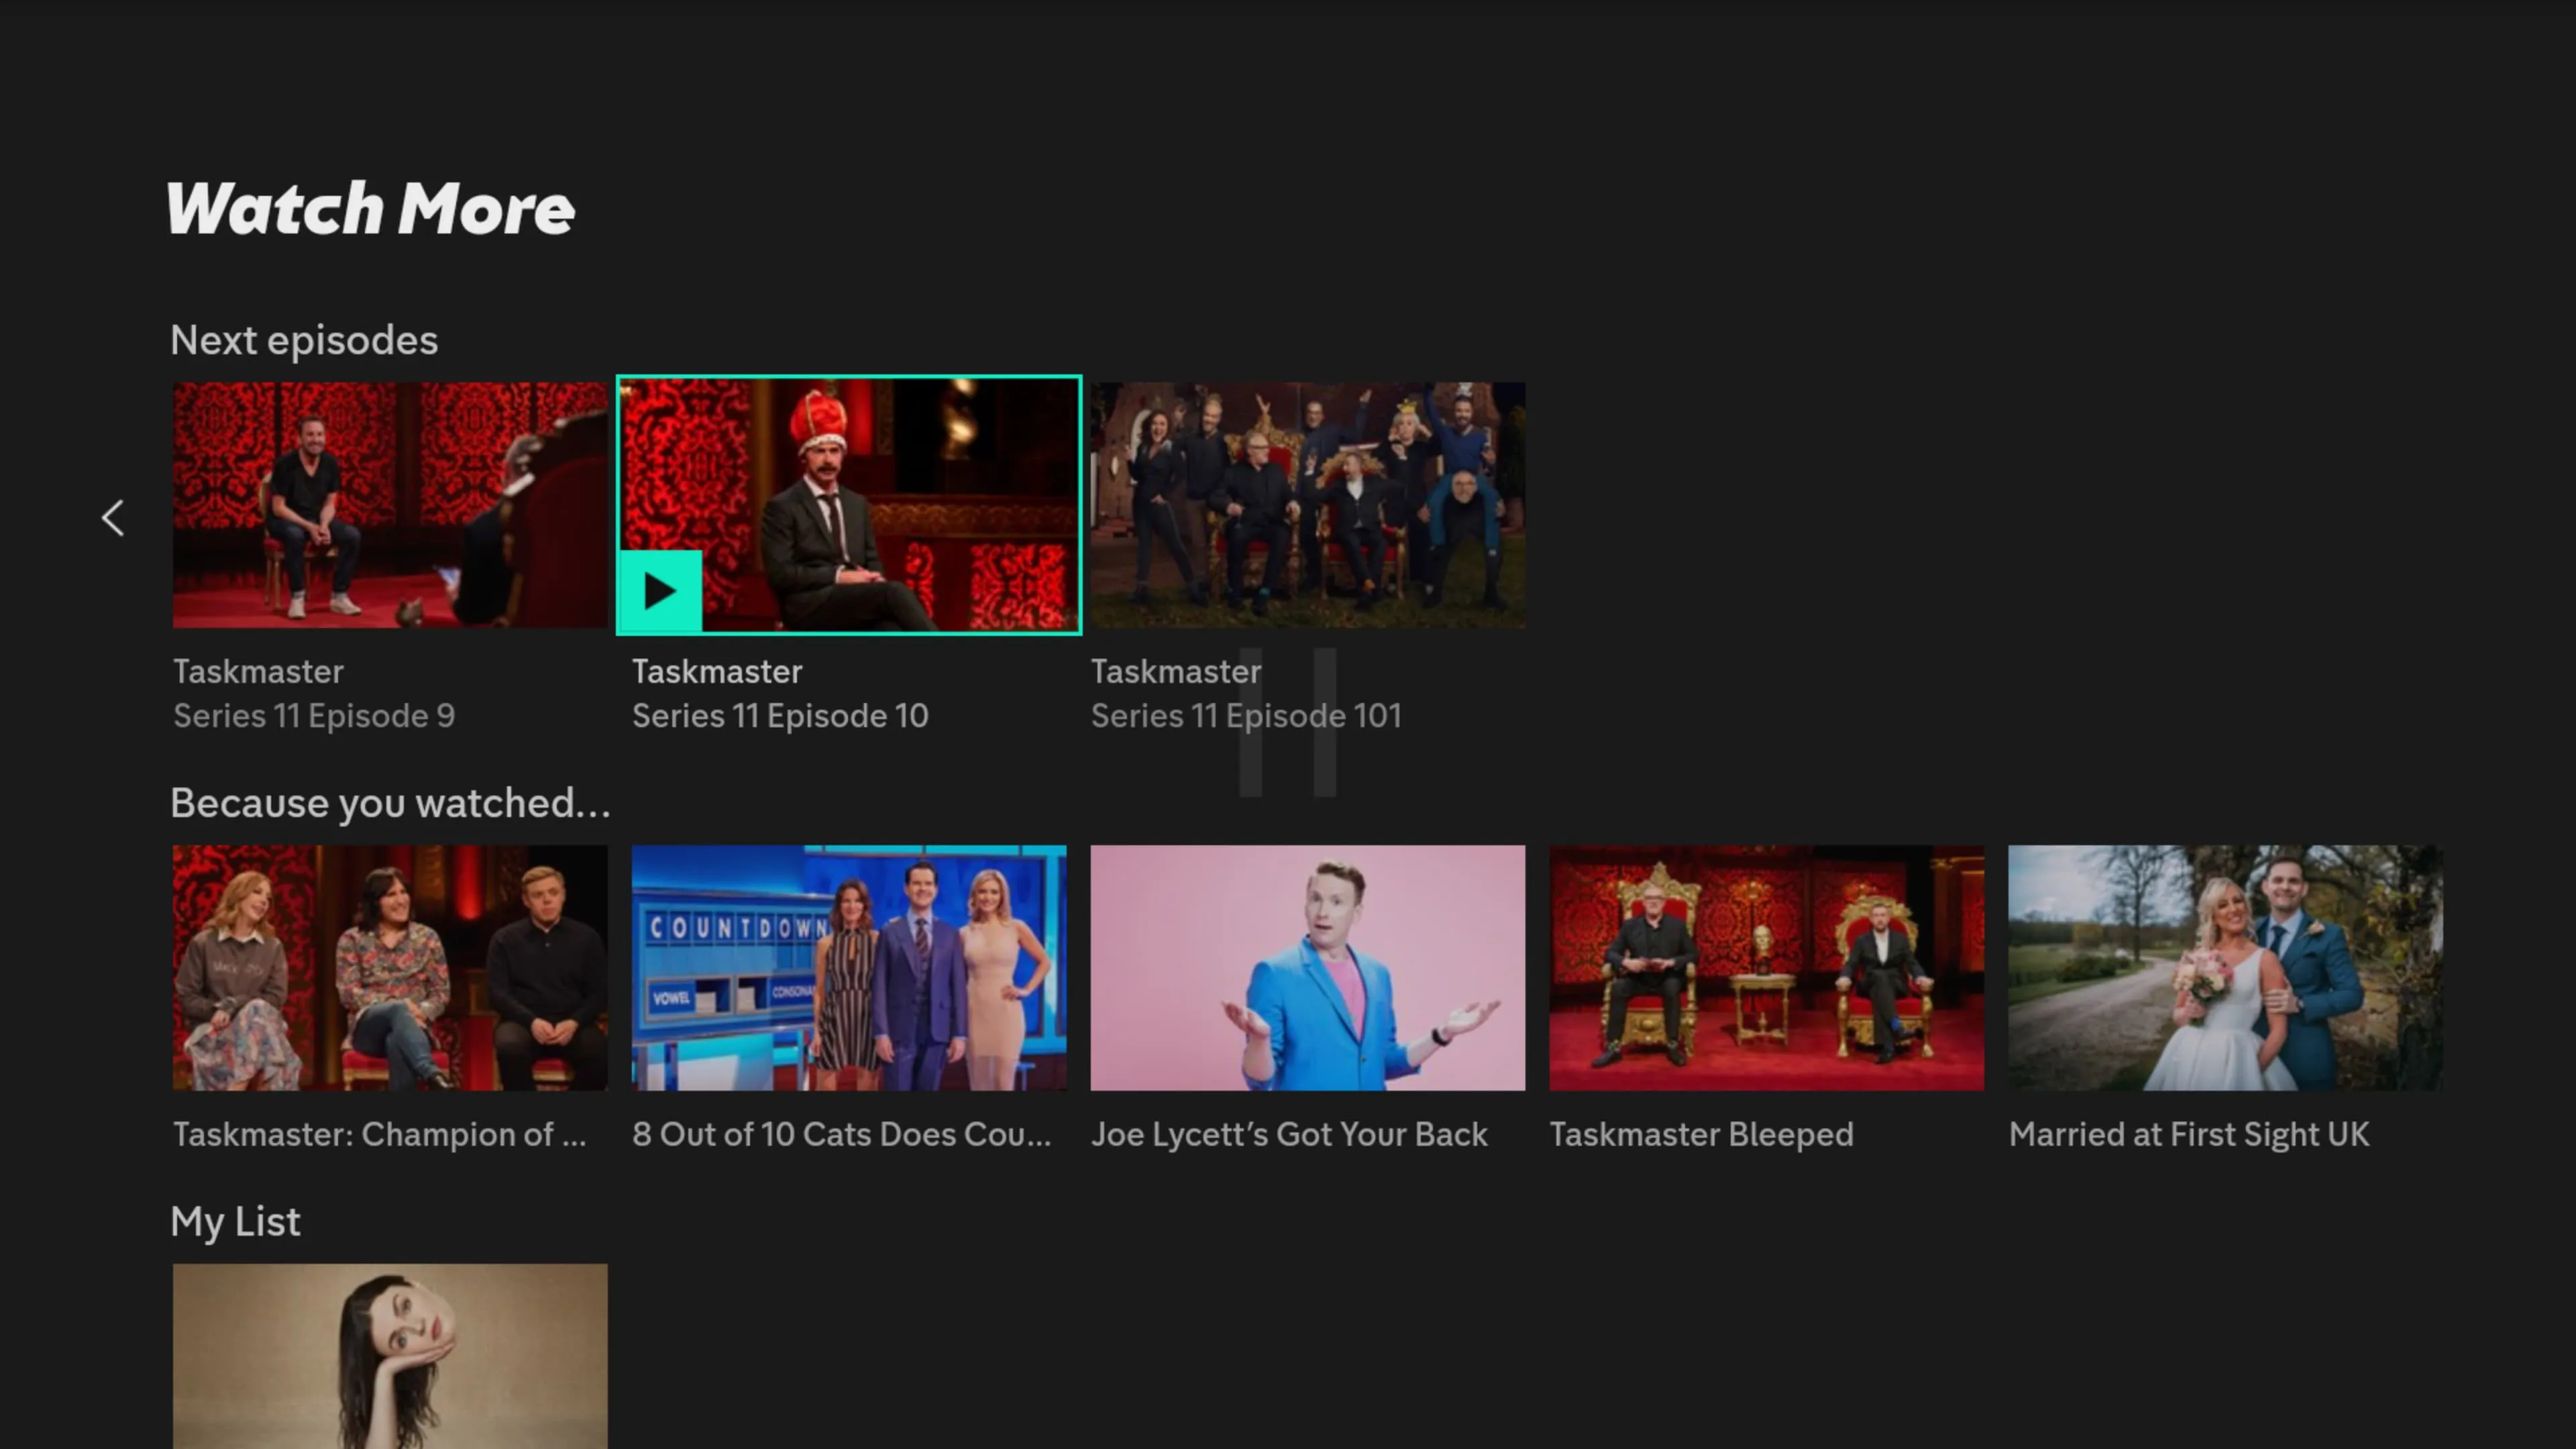 Watch More
Next episodes
Taskmaster
Series 11 Episode 9
Taskmaster
Series 11 Episode 10
Taskmaster
Series 11 Episode 101
Because you watched...
COUNTDOWN
VOWEL
CONSONA
Taskmaster: Champion of ...
8 Out of 10 Cats Does Cou...
Joe Lycett’s Got Your Back
Taskmaster Bleeped
Married at First Sight UK
My List